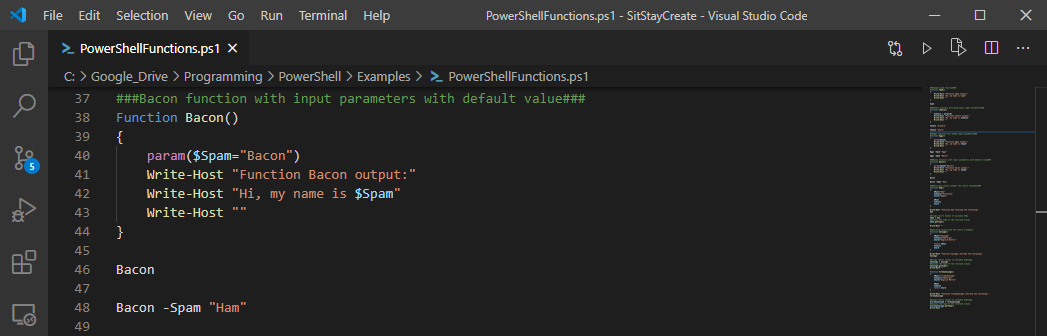 File Edit Selection View Go Run Terminal Help PowerShellFunctions.ps1 - SitStayCreate - Visual Studio Code
PowerShellFunctions.ps1
C: > Google_Drive > Programming > PowerShell > Examples > PowerShellFunctions.ps1
37 ###Bacon function with input parameters with default value###
38 Function Bacon()
39 {
40 param($Spam="Bacon")
41 Write-Host "Function Bacon output:"
42 Write-Host "Hi, my name is $Spam"
43 Write-Host ""
44 }
45
46 Bacon
47
48 Bacon -Spam "Ham"
49
5